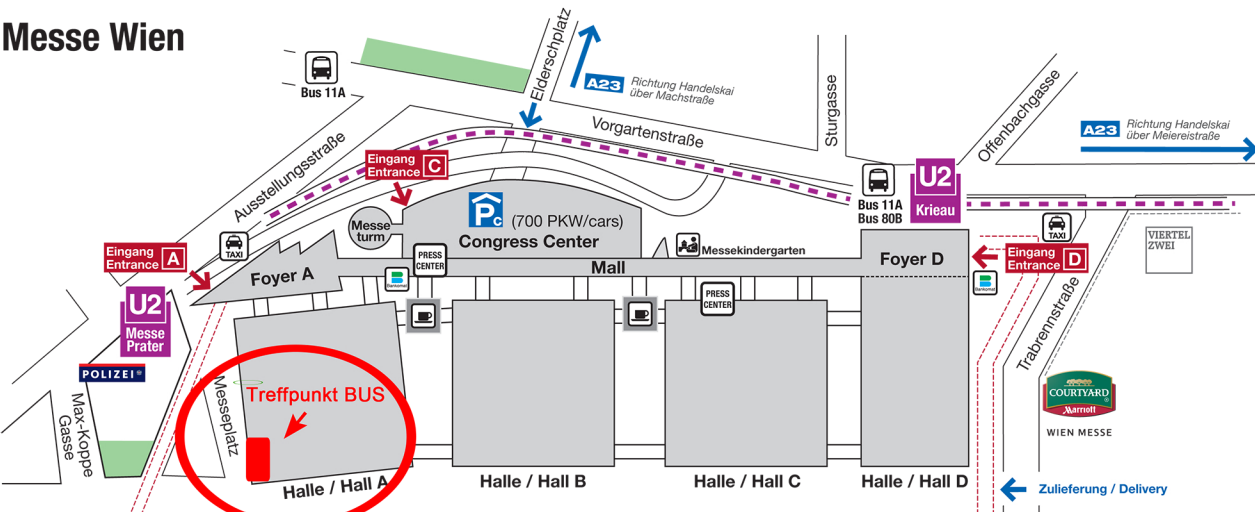 Messe Wien
Bus 11A
Elderschplatz
A23
Richtung Handelskai
über Machstraße
Vorgartenstraße
Sturgasse
Offenbachgasse
A23
Richtung Handelskai
über Meiereistraße
Ausstellungsstraße
Eingang
Entrance C
P C
(700 PKW/cars)
Congress Center
Messe
turm
Bus 11A
Bus 80B
U2
Krieau
TAXI
Eingang
Entrance A
TAXI
Foyer A
PRESS
CENTER
Bankomat
Mall
Messekindergarten
Foyer D
Eingang
Entrance D
Bankomat
VIERTEL
ZWEI
U2
Messe
Prater
PRESS
CENTER
POLIZEI
Max-Koppe
Gasse
Messeplatz
Treffpunkt BUS
Trabrennstraße
COURTYARD
Marriott
WIEN MESSE
Halle / Hall A
Halle / Hall B
Halle / Hall C
Halle / Hall D
Zulieferung / Delivery